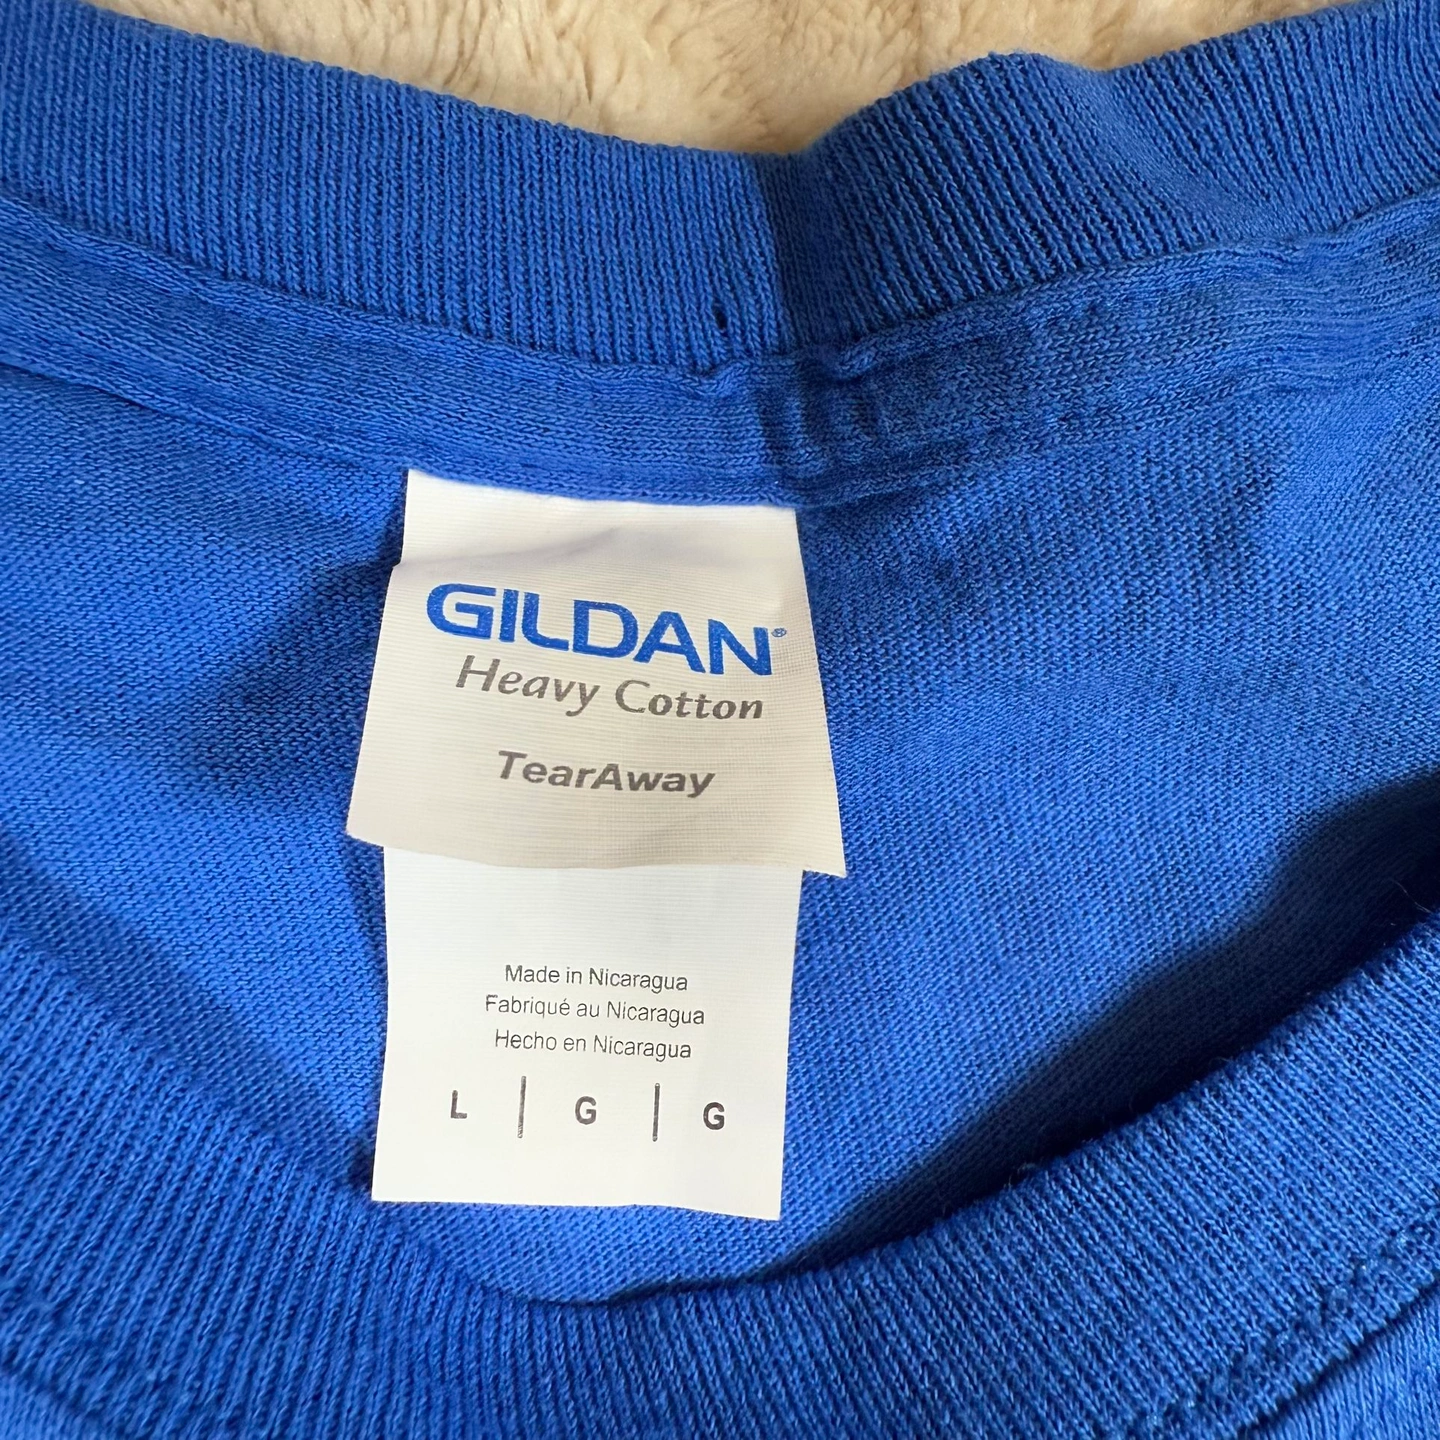 GILDAN®
Heavy Cotton
TearAway
Made in Nicaragua
Fabriqué au Nicaragua
Hecho en Nicaragua
L | G | G